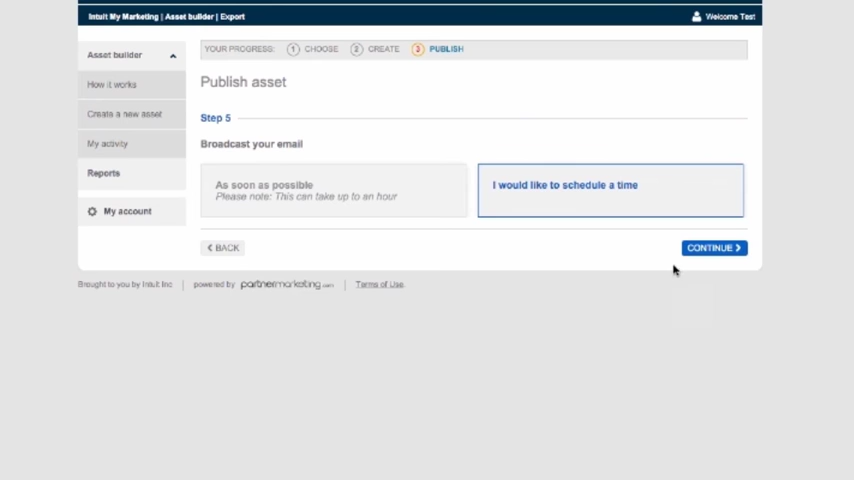 Intuit My Marketing | Asset builder | Export
Welcome Test
Asset builder
How it works
Create a new asset
My activity
Reports
My account
YOUR PROGRESS: 1 CHOOSE 2 CREATE 3 PUBLISH
Publish asset
Step 5
Broadcast your email
As soon as possible
Please note: This can take up to an hour
I would like to schedule a time
BACK
CONTINUE
Brought to you by Intuit Inc | powered by partnermarketing.com | Terms of Use.